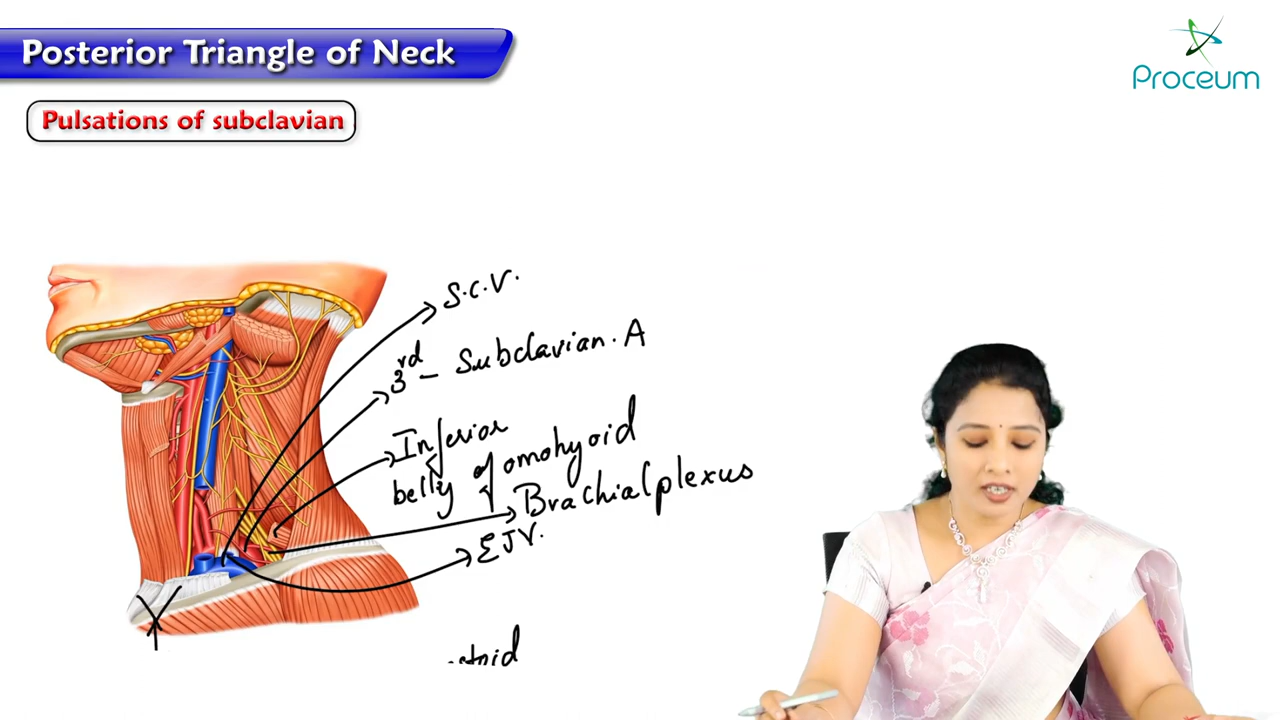 Posterior Triangle of Neck
Proceum
Pulsations of subclavian
S.C.V.
3rd - Subclavian.A
Inferior
belly of omohyoid
Brachial plexus
EJV.